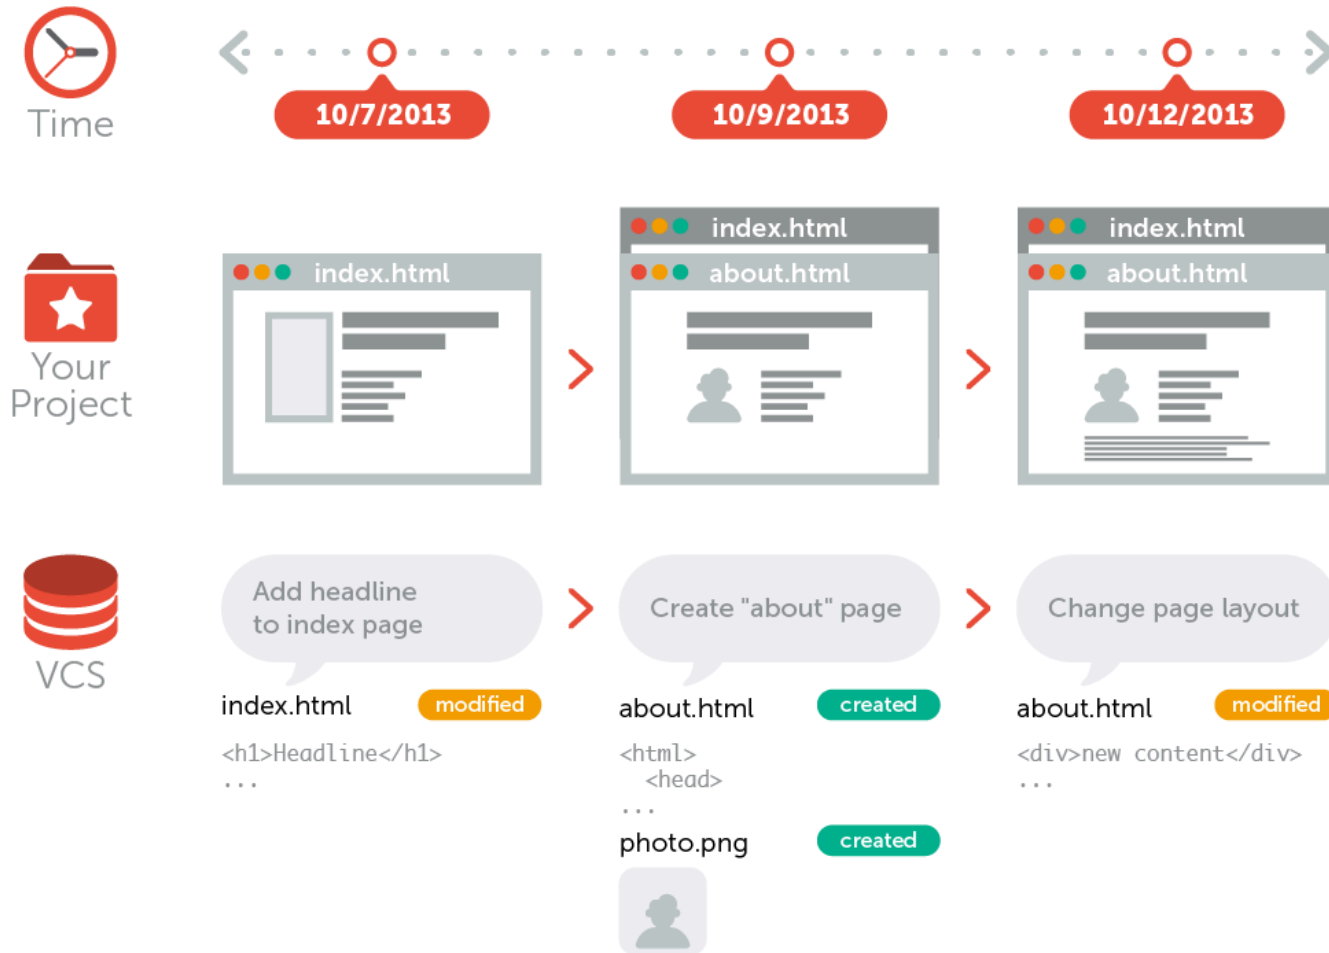 Time
10/7/2013
10/9/2013
10/12/2013
Your
Project
index.html
index.html
about.html
index.html
about.html
VCS
Add headline
to index page
Create "about" page
Change page layout
index.html
modified
<h1>Headline</h1>
...
about.html
created
<html>
<head>
...
photo.png
created
about.html
modified
<div>new content</div>
...